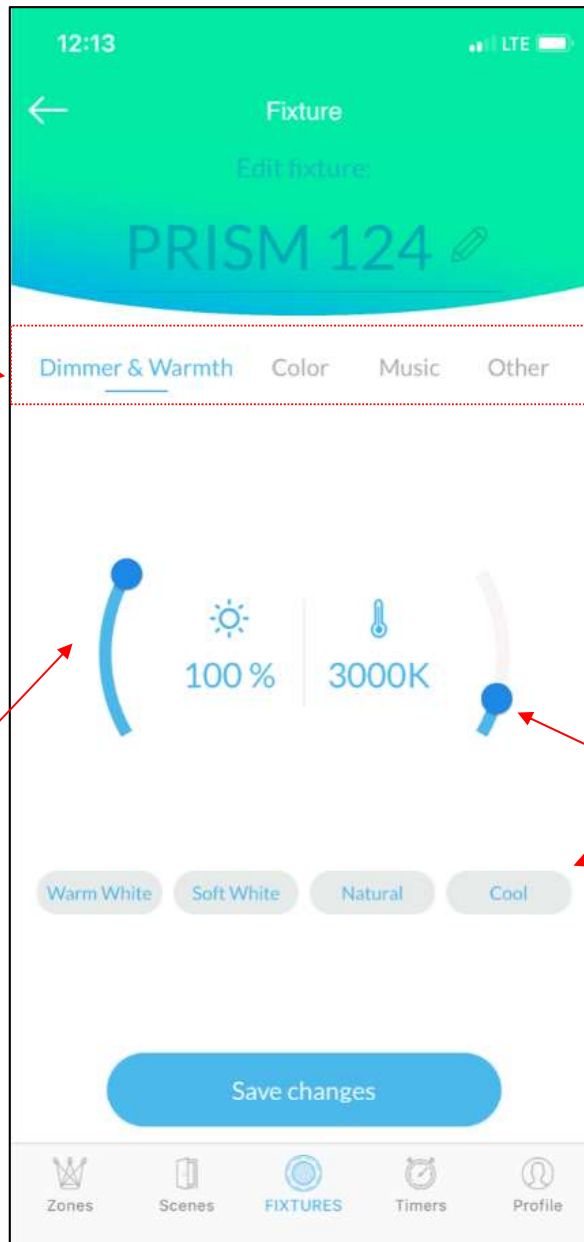 12:13 LTE
Fixture
Edit fixture:
PRISM 124
Dimmer & Warmth Color Music Other
100 % 3000K
Warm White Soft White Natural Cool
Save changes
Zones Scenes FIXTURES Timers Profile